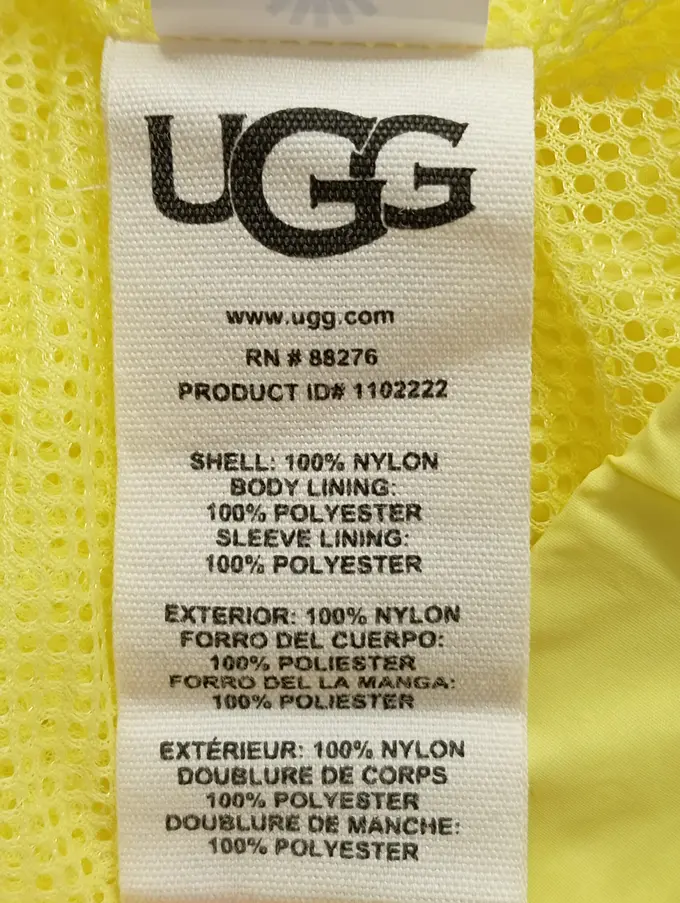 UGG
www.ugg.com
RN # 88276
PRODUCT ID# 1102222
SHELL: 100% NYLON
BODY LINING:
100% POLYESTER
SLEEVE LINING:
100% POLYESTER
EXTERIOR: 100% NYLON
FORRO DEL CUERPO:
100% POLIESTER
FORRO DEL LA MANGA:
100% POLIESTER
EXTÉRIEUR: 100% NYLON
DOUBLURE DE CORPS
100% POLYESTER
DOUBLURE DE MANCHE:
100% POLYESTER